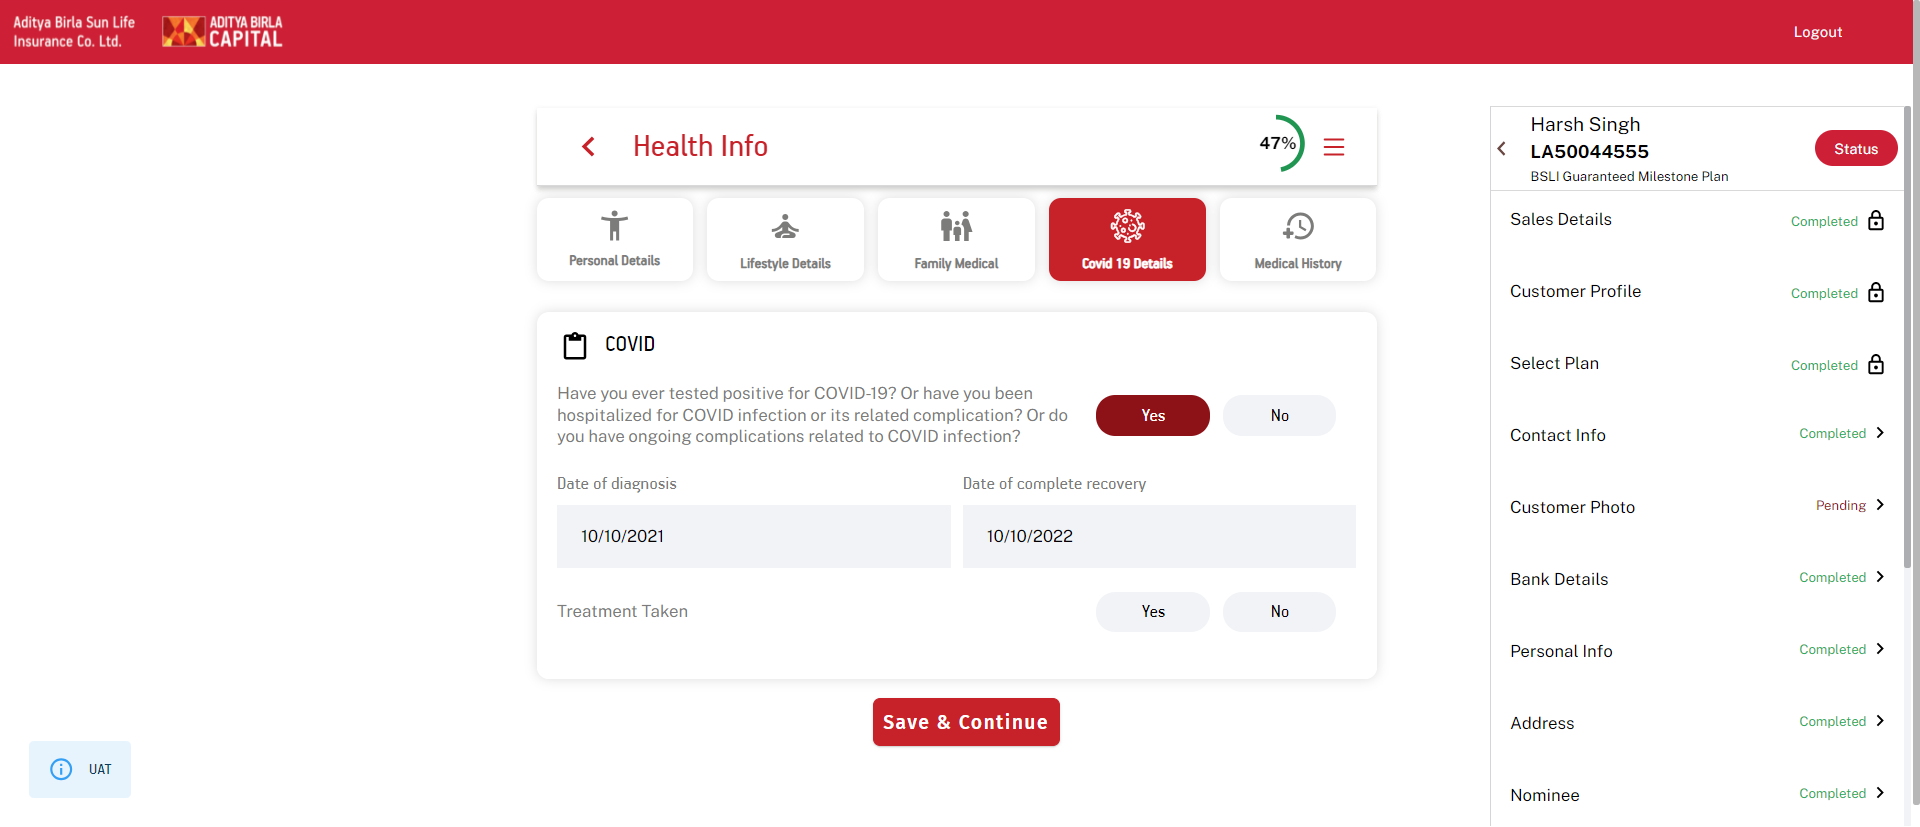 Aditya Birla Sun Life
Insurance Co. Ltd.
ADITYA BIRLA
CAPITAL
Logout
Health Info
47%
Personal Details
Lifestyle Details
Family Medical
Covid 19 Details
Medical History
COVID
Have you ever tested positive for COVID-19? Or have you been
hospitalized for COVID infection or its related complication? Or do
you have ongoing complications related to COVID infection?
Yes
No
Date of diagnosis
Date of complete recovery
10/10/2021
10/10/2022
Treatment Taken
Yes
No
Save & Continue
UAT
Harsh Singh
LA50044555
BSLI Guaranteed Milestone Plan
Status
Sales Details
Completed
Customer Profile
Completed
Select Plan
Completed
Contact Info
Completed
Customer Photo
Pending
Bank Details
Completed
Personal Info
Completed
Address
Completed
Nominee
Completed